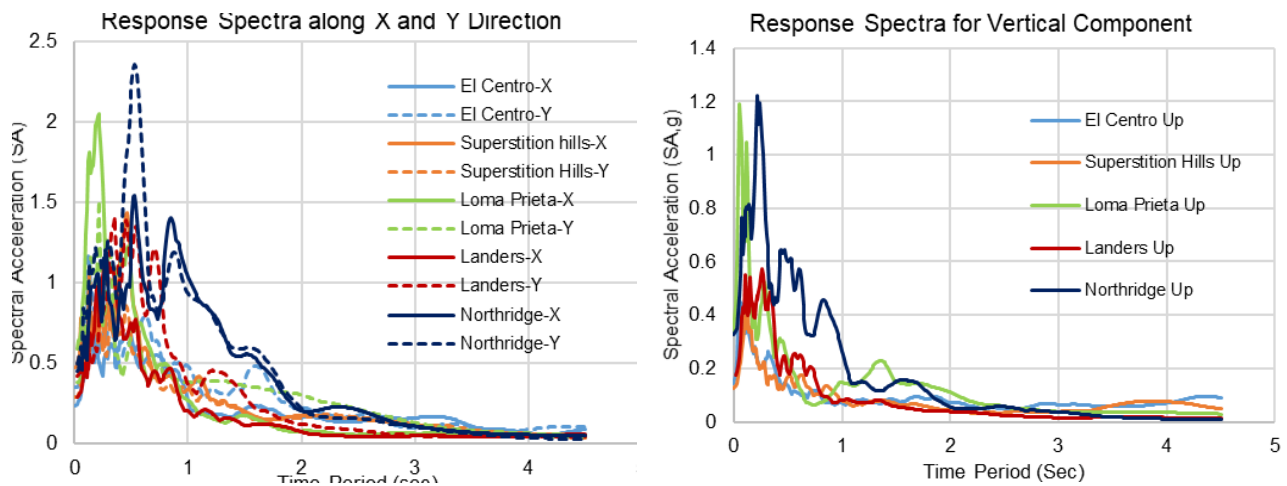 Response Spectra along X and Y Direction
2.5
2
1.5
1
0.5
0
0
1
2
3
4
Spectral Acceleration (SA)
Time Period (sec)
El Centro-X
El Centro-Y
Superstition hills-X
Superstition Hills-Y
Loma Prieta-X
Loma Prieta-Y
Landers-X
Landers-Y
Northridge-X
Northridge-Y
Response Spectra for Vertical Component
1.4
1.2
1
0.8
0.6
0.4
0.2
0
0
1
2
3
4
5
Spectral Acceleration (SA,g)
Time Period (Sec)
El Centro Up
Superstition Hills Up
Loma Prieta Up
Landers Up
Northridge Up